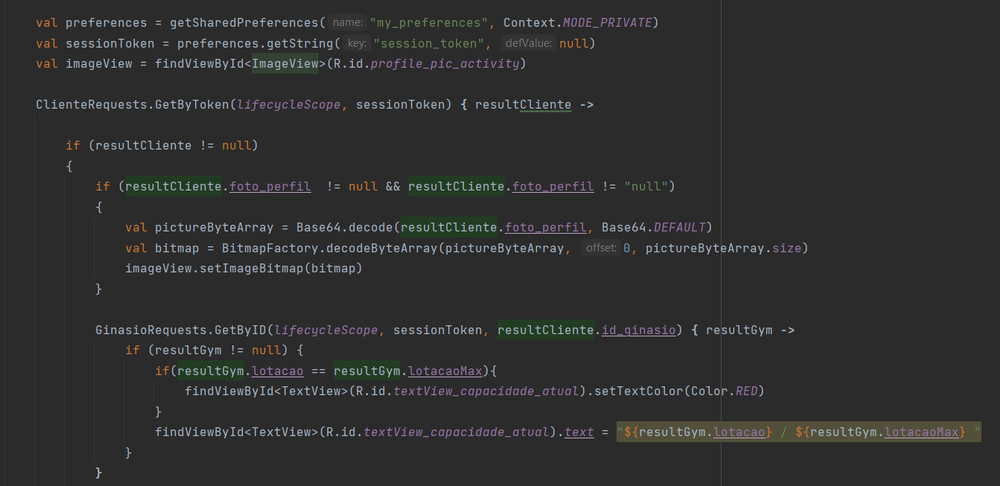 val preferences = getSharedPreferences( name: "my_preferences", Context.MODE_PRIVATE)
val sessionToken = preferences.getString( key: "session_token", defValue: null)
val imageView = findViewById<ImageView>(R.id.profile_pic_activity)
ClienteRequests.GetByToken(lifecycleScope, sessionToken) { resultCliente ->
if (resultCliente != null)
{
if (resultCliente.foto_perfil != null && resultCliente.foto_perfil != "null")
{
val pictureByteArray = Base64.decode(resultCliente.foto_perfil, Base64.DEFAULT)
val bitmap = BitmapFactory.decodeByteArray(pictureByteArray, offset: 0, pictureByteArray.size)
imageView.setImageBitmap(bitmap)
}
GinasioRequests.GetByID(lifecycleScope, sessionToken, resultCliente.id_ginasio) { resultGym ->
if (resultGym != null) {
if(resultGym.lotacao == resultGym.lotacaoMax){
findViewById<TextView>(R.id.textView_capacidade_atual).setTextColor(Color.RED)
}
findViewById<TextView>(R.id.textView_capacidade_atual).text = "${resultGym.lotacao} / ${resultGym.lotacaoMax} "
}
}